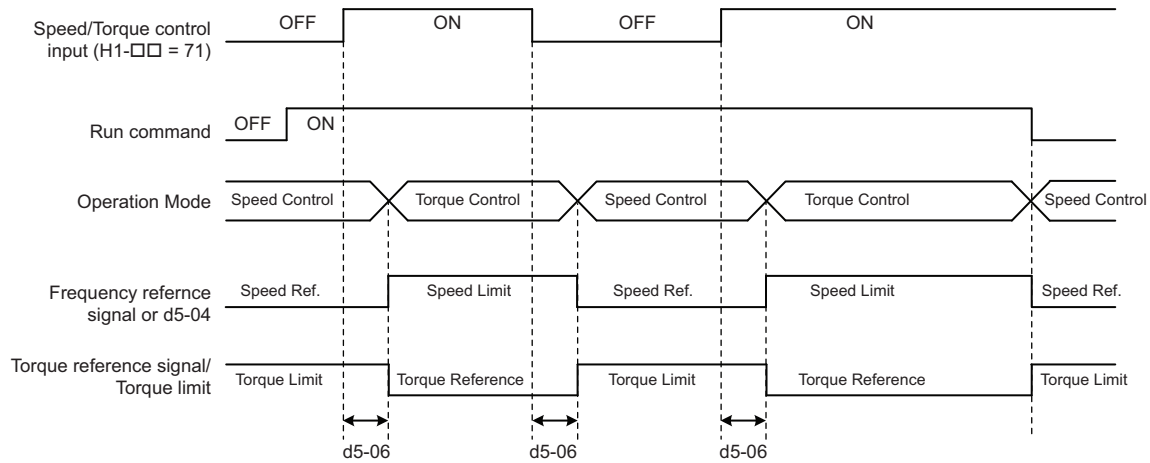 Speed/Torque control
input (H1-□□ = 71)
OFF
ON
OFF
ON
Run command
OFF
ON
Operation Mode
Speed Control
Torque Control
Speed Control
Torque Control
Speed Control
Frequency refernce
signal or d5-04
Speed Ref.
Speed Limit
Speed Ref.
Speed Limit
Speed Ref.
Torque reference signal/
Torque limit
Torque Limit
Torque Reference
Torque Limit
Torque Reference
Torque Limit
d5-06
d5-06
d5-06